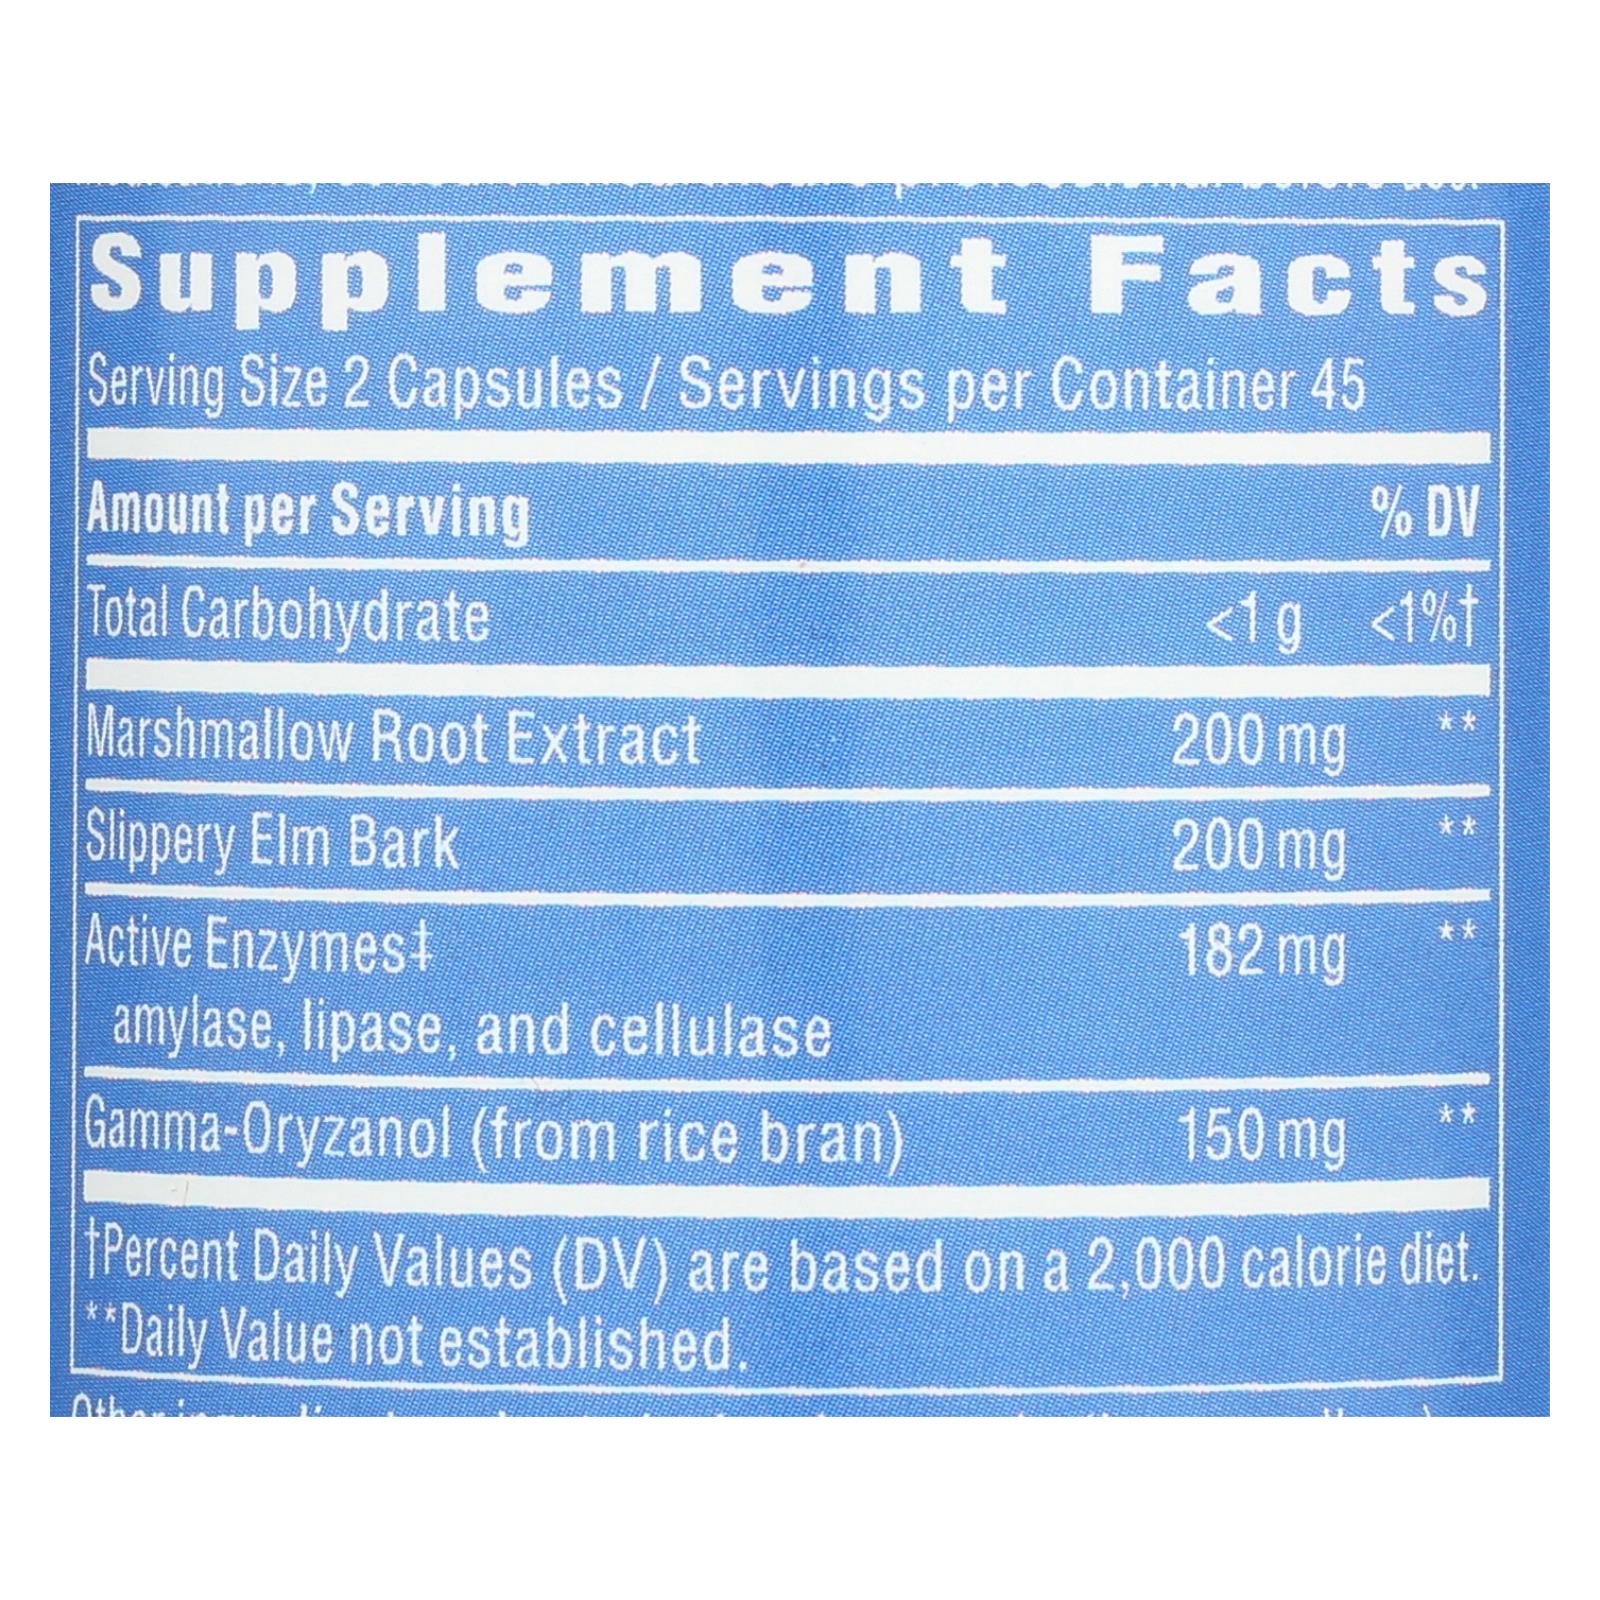 Supplement Facts
Serving Size 2 Capsules / Servings per Container 45
Amount per Serving % DV
Total Carbohydrate <1 g <1%†
Marshmallow Root Extract 200 mg **
Slippery Elm Bark 200 mg **
Active Enzymes‡ 182 mg **
amylase, lipase, and cellulase
Gamma-Oryzanol (from rice bran) 150 mg **
†Percent Daily Values (DV) are based on a 2,000 calorie diet.
**Daily Value not established.